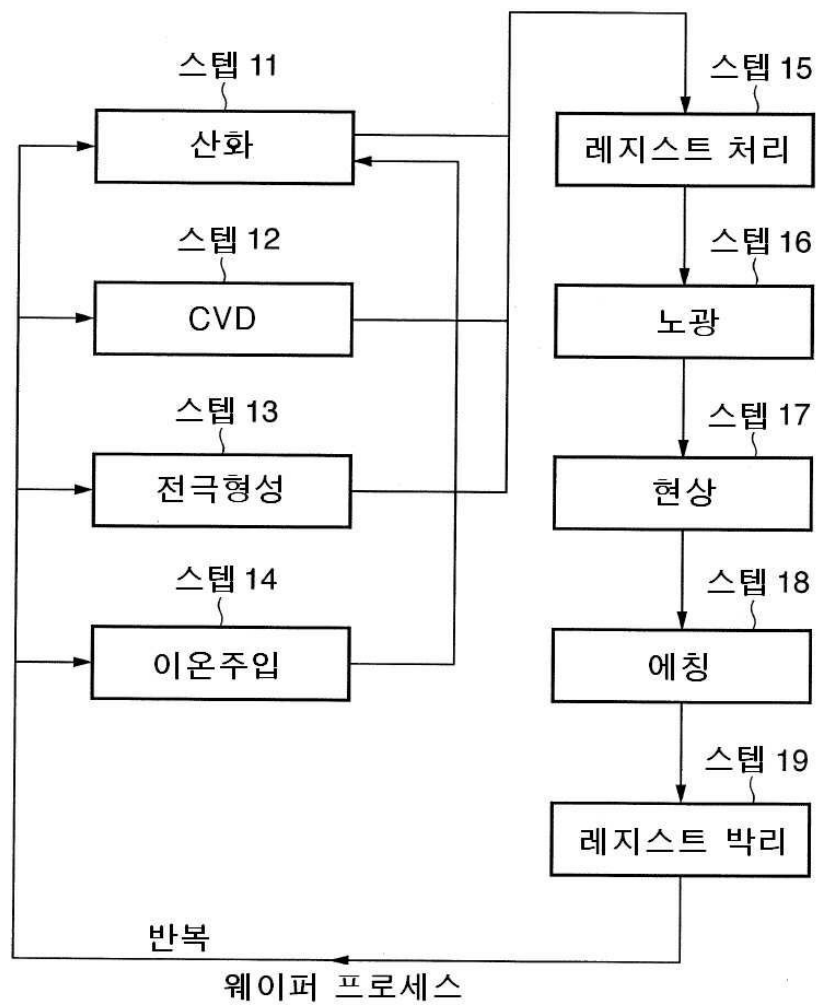 스텝 11
산화
스텝 12
CVD
스텝 13
전극형성
스텝 14
이온주입
스텝 15
레지스트 처리
스텝 16
노광
스텝 17
현상
스텝 18
에칭
스텝 19
레지스트 박리
반복
웨이퍼 프로세스